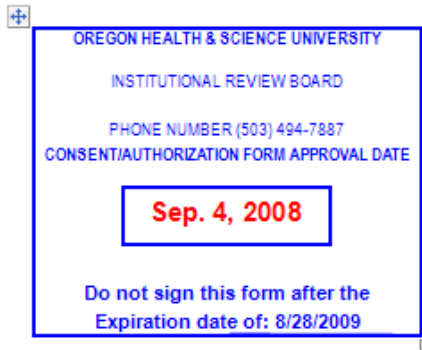 OREGON HEALTH & SCIENCE UNIVERSITY
INSTITUTIONAL REVIEW BOARD
PHONE NUMBER (503) 494-7887
CONSENT/AUTHORIZATION FORM APPROVAL DATE
Sep. 4, 2008
Do not sign this form after the
Expiration date of: 8/28/2009